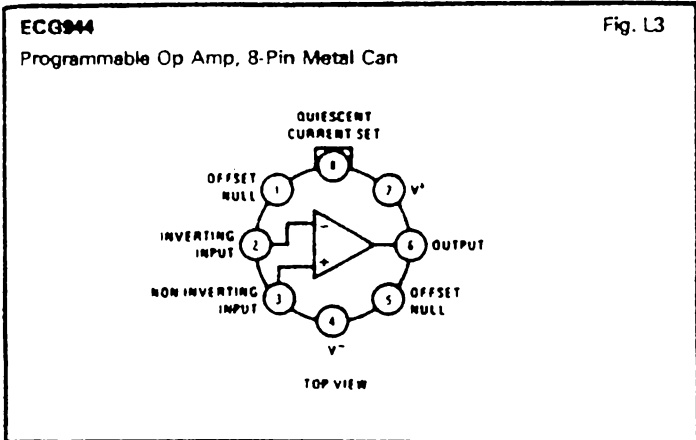 ECG944
Fig. L3
Programmable Op Amp, 8-Pin Metal Can
QUIESCENT
CURRENT SET
8
OFFSET
NULL
1
7
V+
INVERTING
INPUT
2
-
6
OUTPUT
+
NON INVERTING
INPUT
3
5
OFFSET
NULL
4
V-
TOP VIEW